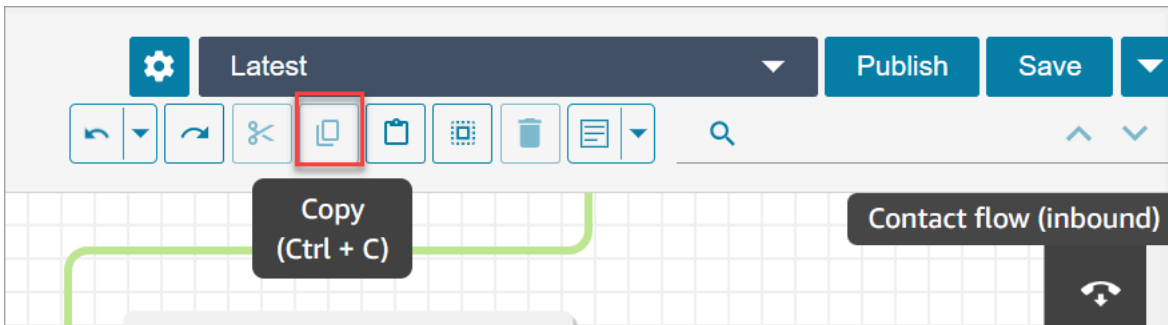 Latest
Publish
Save
Copy
(Ctrl + C)
Contact flow (inbound)